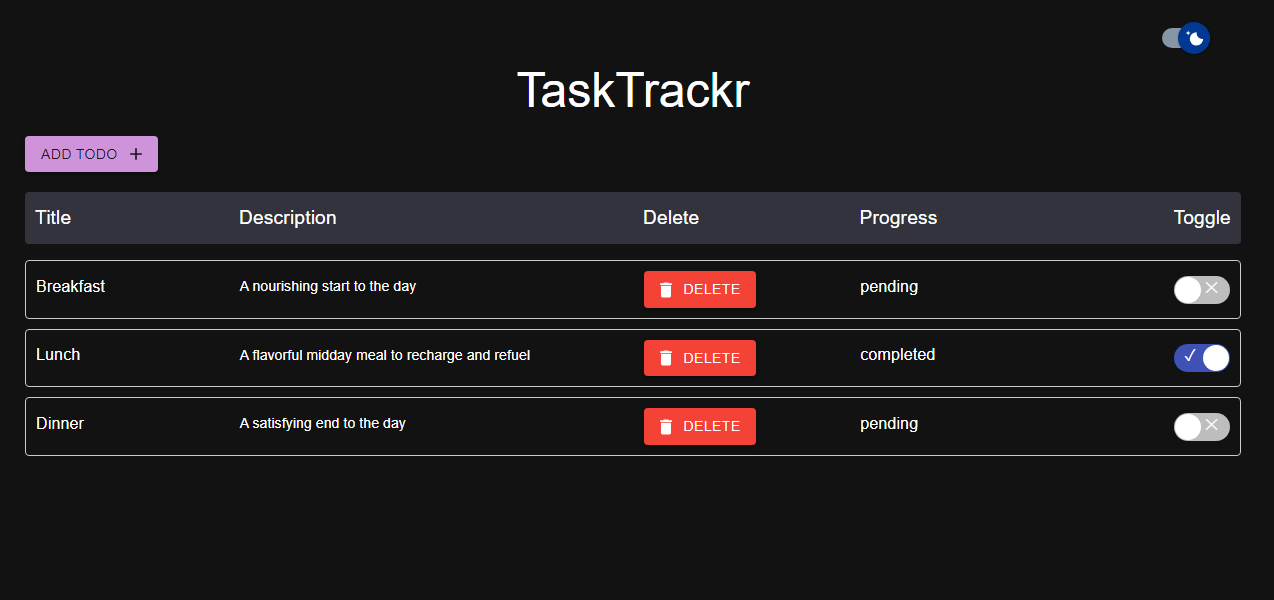 TaskTrackr
ADD TODO +
Title Description Delete Progress Toggle
Breakfast A nourishing start to the day DELETE pending
Lunch A flavorful midday meal to recharge and refuel DELETE completed
Dinner A satisfying end to the day DELETE pending